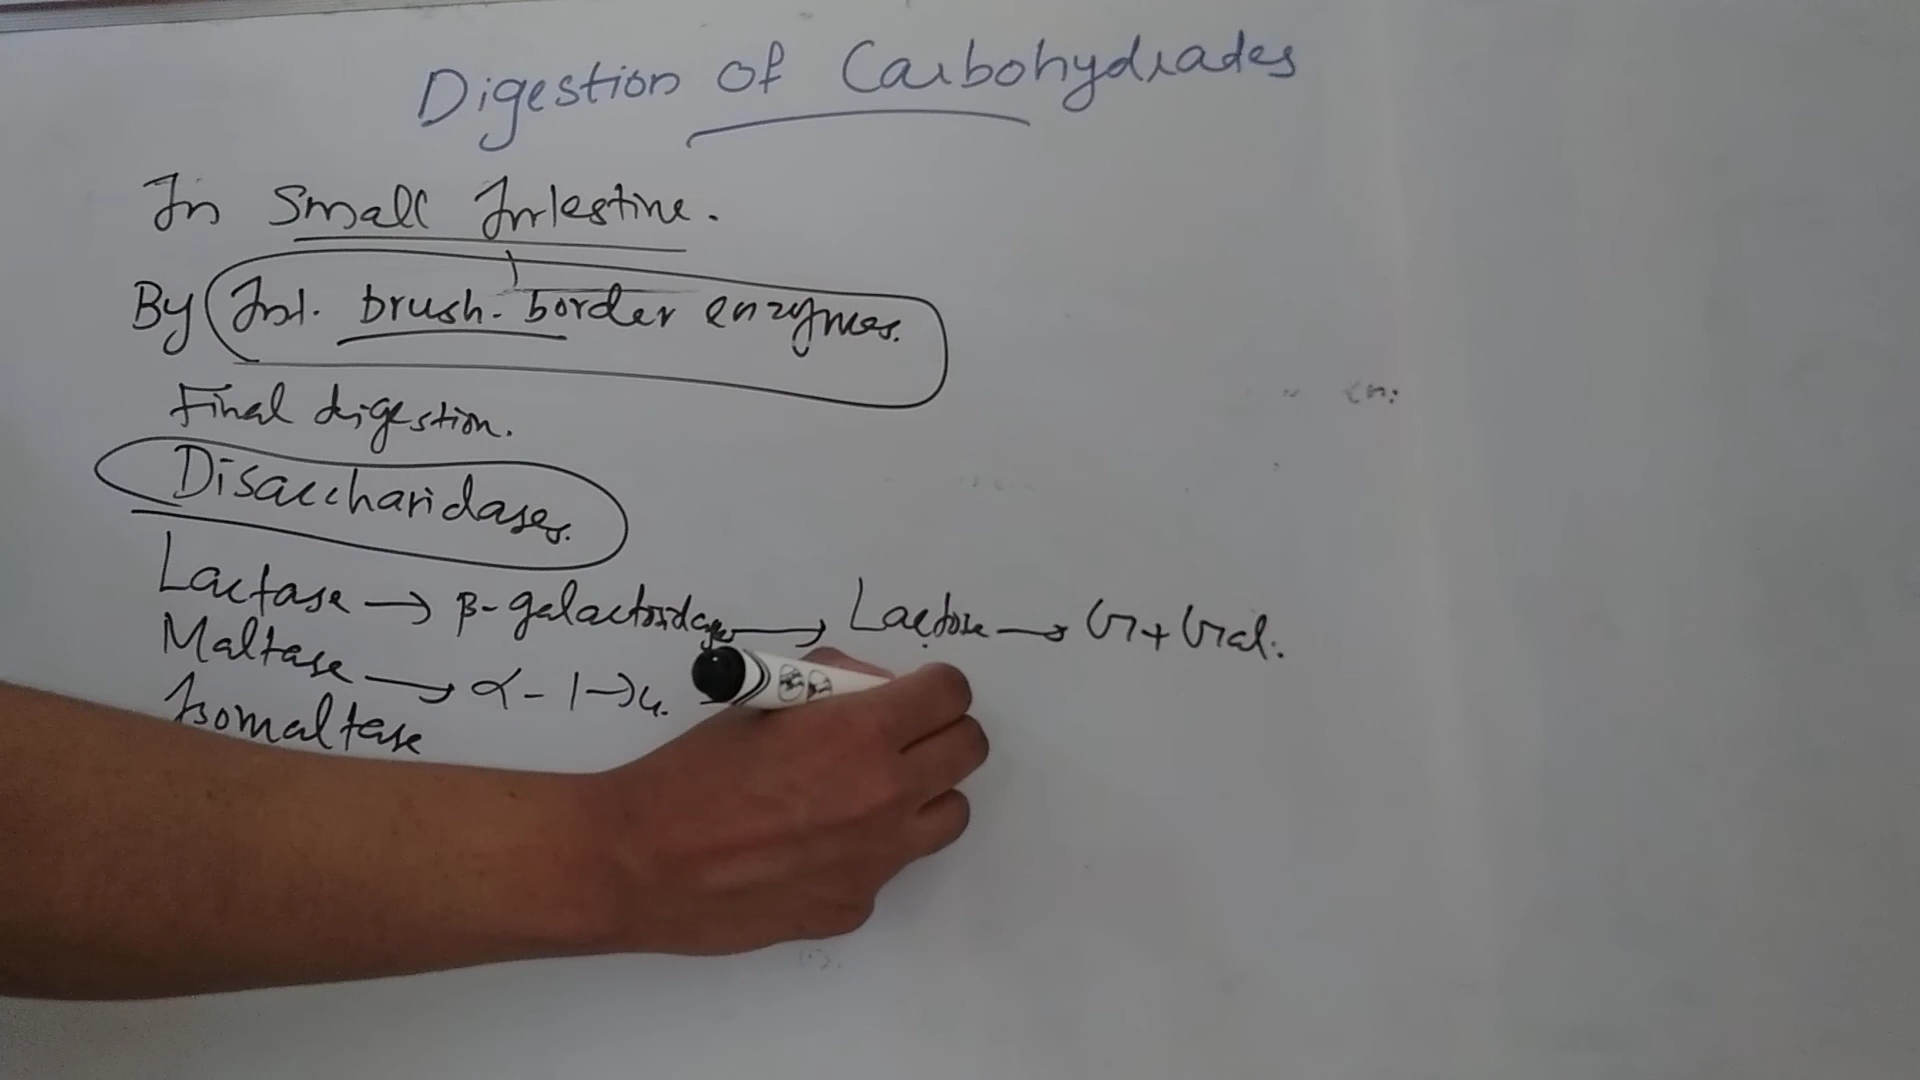 Digestion of Carbohydrades
In Small Intestine.
By Int. brush-border enzymes.
Final digestion.
Disaccharidases.
Lactase → β-galactosidase → Lactose → G + Gal.
Maltase → α-1→4.
Isomaltase